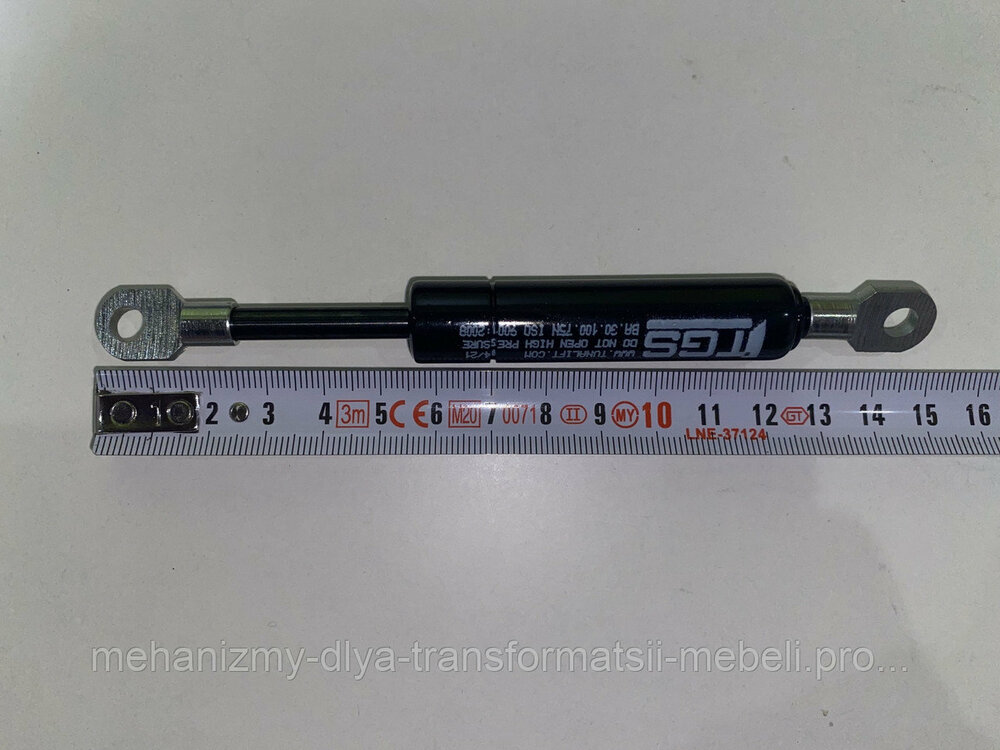 TGS
BA.30.100.75N ISO 9001:2008
DO NOT OPEN HIGH PRESSURE
WWW.TUNALIFT.COM
04/21
2 3 4 3m 5 CE 6 M20 7 0071 8 II 9 MY 10 11 12 GT 13 14 15 16
LNE-37124
mehanizmy-dlya-transformatsii-mebeli.pro...